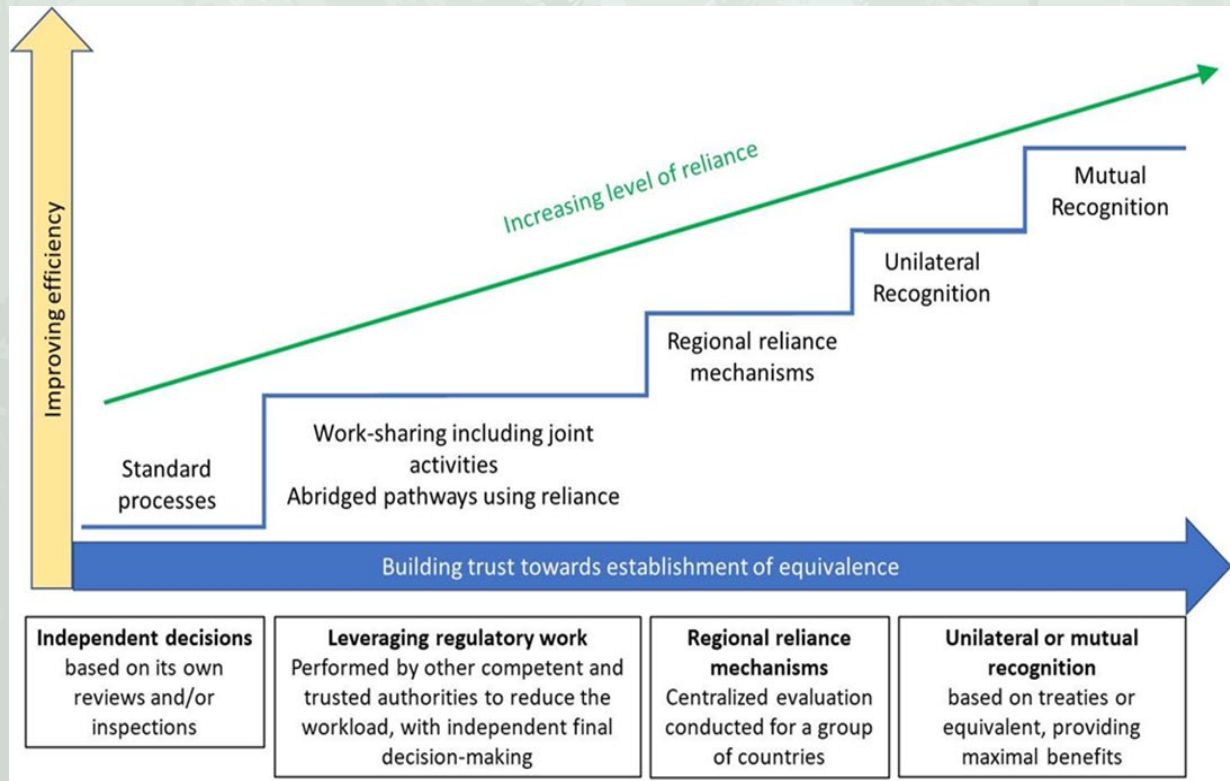 Improving efficiency
Increasing level of reliance
Mutual
Recognition
Unilateral
Recognition
Regional reliance
mechanisms
Work-sharing including joint
activities
Abridged pathways using reliance
Standard
processes
Building trust towards establishment of equivalence
Independent decisions
based on its own
reviews and/or
inspections
Leveraging regulatory work
Performed by other competent and
trusted authorities to reduce the
workload, with independent final
decision-making
Regional reliance
mechanisms
Centralized evaluation
conducted for a group
of countries
Unilateral or mutual
recognition
based on treaties or
equivalent, providing
maximal benefits